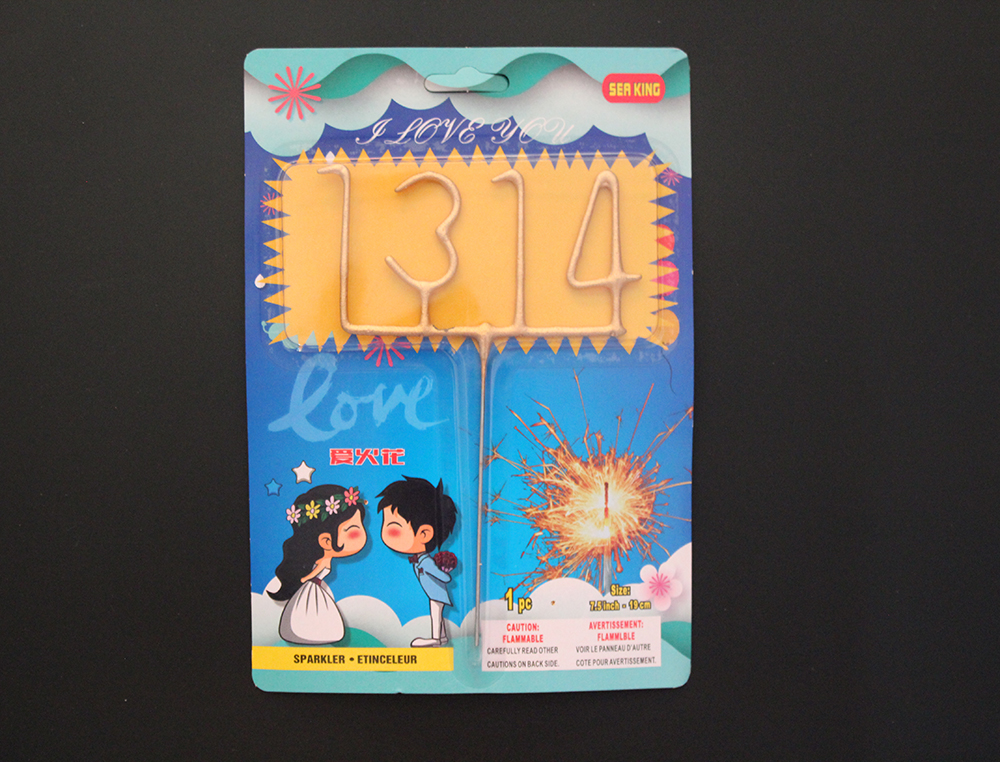 SEA KING
I LOVE YOU
1314
love
爱火花
1 pc
Size:
7.5 inch - 19 cm
CAUTION:
FLAMMABLE
CAREFULLY READ OTHER
CAUTIONS ON BACK SIDE.
AVERTISSEMENT:
FLAMMLBLE
VOIR LE PANNEAU D'AUTRE
COTE POUR AVERTISSEMENT.
SPARKLER • ETINCELEUR